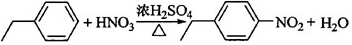 + HNO₃ 浓H₂SO₄ △ NO₂ + H₂O